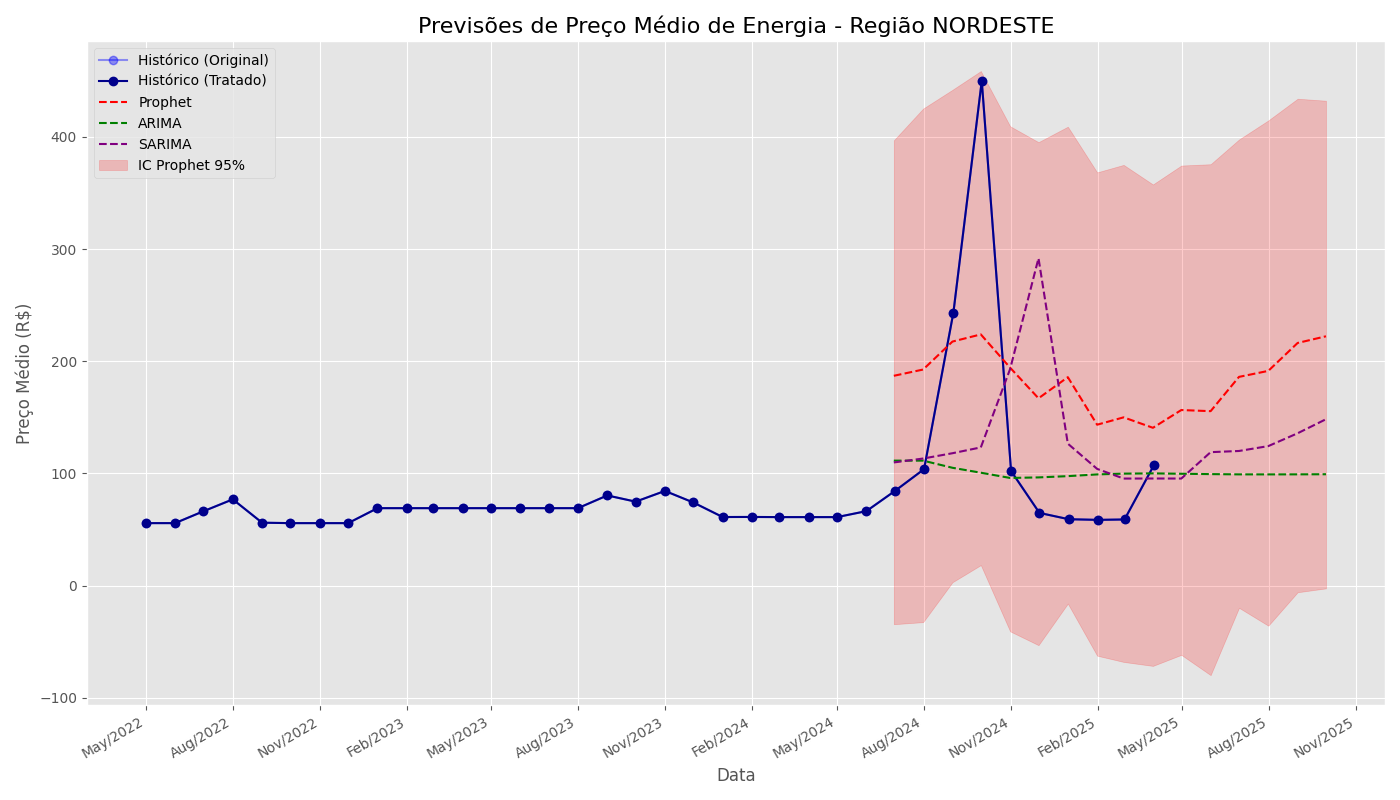 Previsões de Preço Médio de Energia - Região NORDESTE
Histórico (Original)
Histórico (Tratado)
Prophet
ARIMA
SARIMA
IC Prophet 95%
Preço Médio (R$)
400
300
200
100
0
−100
May/2022
Aug/2022
Nov/2022
Feb/2023
May/2023
Aug/2023
Nov/2023
Feb/2024
May/2024
Aug/2024
Nov/2024
Feb/2025
May/2025
Aug/2025
Nov/2025
Data